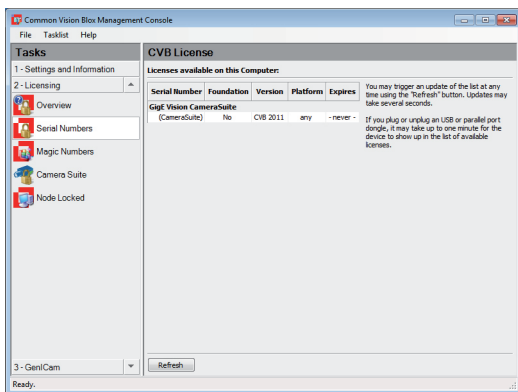 Common Vision Blox Management Console
File Tasklist Help
Tasks
1 - Settings and Information
2 - Licensing
Overview
Serial Numbers
Magic Numbers
Camera Suite
Node Locked
3 - GenICam
CVB License
Licenses available on this Computer:
Serial Number Foundation Version Platform Expires
GigE Vision CameraSuite
(CameraSuite) No CVB 2011 any - never -
You may trigger an update of the list at any
time using the "Refresh" button. Updates may
take several seconds.
If you plug or unplug an USB or parallel port
dongle, it may take up to one minute for the
device to show up in the list of available
licenses.
Refresh
Ready.